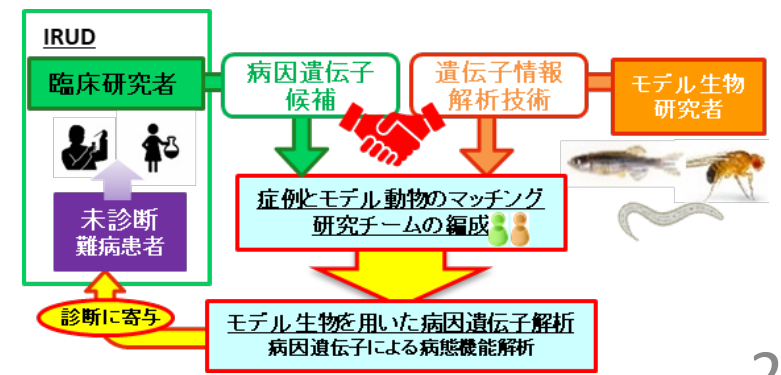 IRUD
臨床研究者
病因遺伝子
候補
遺伝子情報
解析技術
モデル生物
研究者
未診断
難病患者
症例とモデル動物のマッチング
研究チームの編成
診断に寄与
モデル生物を用いた病因遺伝子解析
病因遺伝子による病態機能解析
2